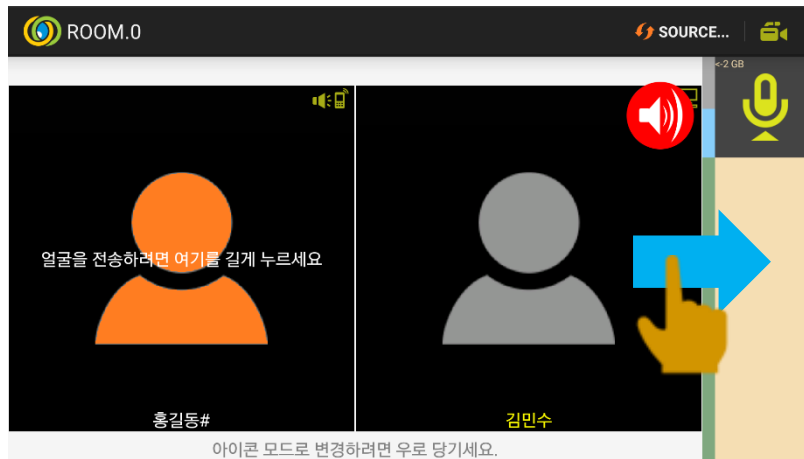 ROOM.0
SOURCE...
<-2 GB
얼굴을 전송하려면 여기를 길게 누르세요
홍길동#
김민수
아이콘 모드로 변경하려면 우로 당기세요.